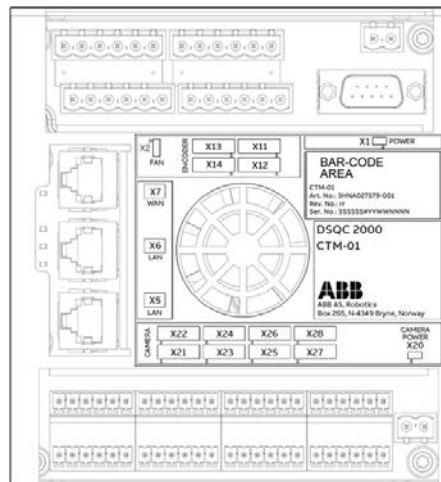 X2
FAN
ENCODER
X13
X11
X14
X12
X1
POWER
BAR-CODE
AREA
CTM-01
Art. No.: 3HNA027579-001
Rev. No.: rr
Ser. No.: SSSSSS#YYWWNNNNN
X7
WAN
X6
LAN
X5
LAN
DSQC 2000
CTM-01
ABB
ABB AS, Robotics
Box 265, N-4349 Bryne, Norway
CAMERA
X22
X24
X26
X28
X21
X23
X25
X27
CAMERA
POWER
X20